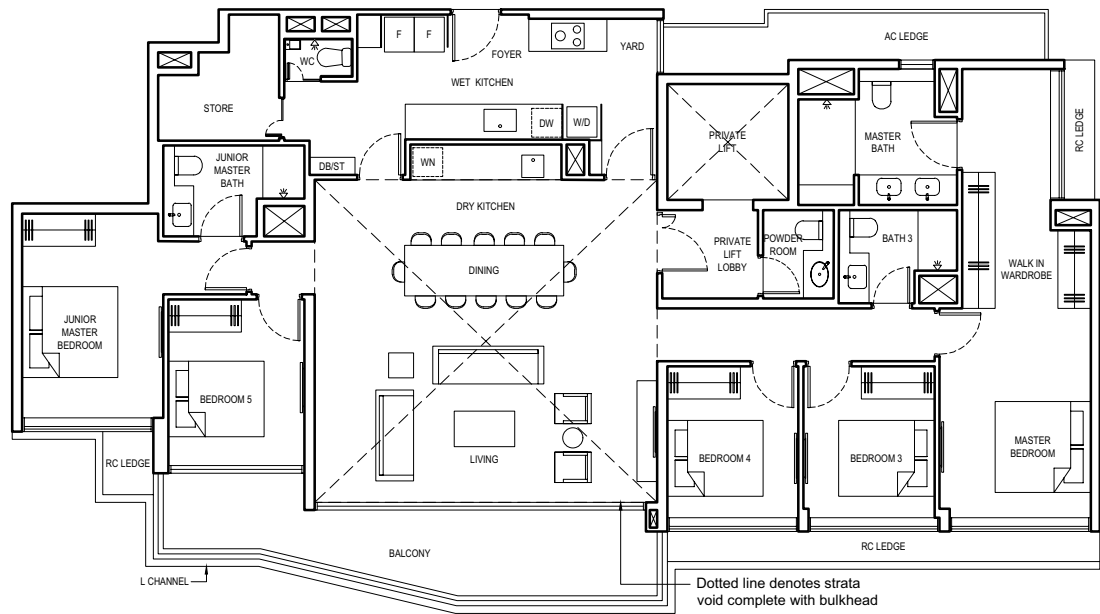 F
F
FOYER
YARD
AC LEDGE
WC
WET KITCHEN
STORE
DW
W/D
PRIVATE
LIFT
MASTER
BATH
RC LEDGE
JUNIOR
MASTER
BATH
DB/ST
WN
DRY KITCHEN
PRIVATE
LIFT
LOBBY
POWDER
ROOM
BATH 3
WALK IN
WARDROBE
DINING
JUNIOR
MASTER
BEDROOM
BEDROOM 5
LIVING
BEDROOM 4
BEDROOM 3
MASTER
BEDROOM
RC LEDGE
BALCONY
RC LEDGE
L CHANNEL
Dotted line denotes strata
void complete with bulkhead